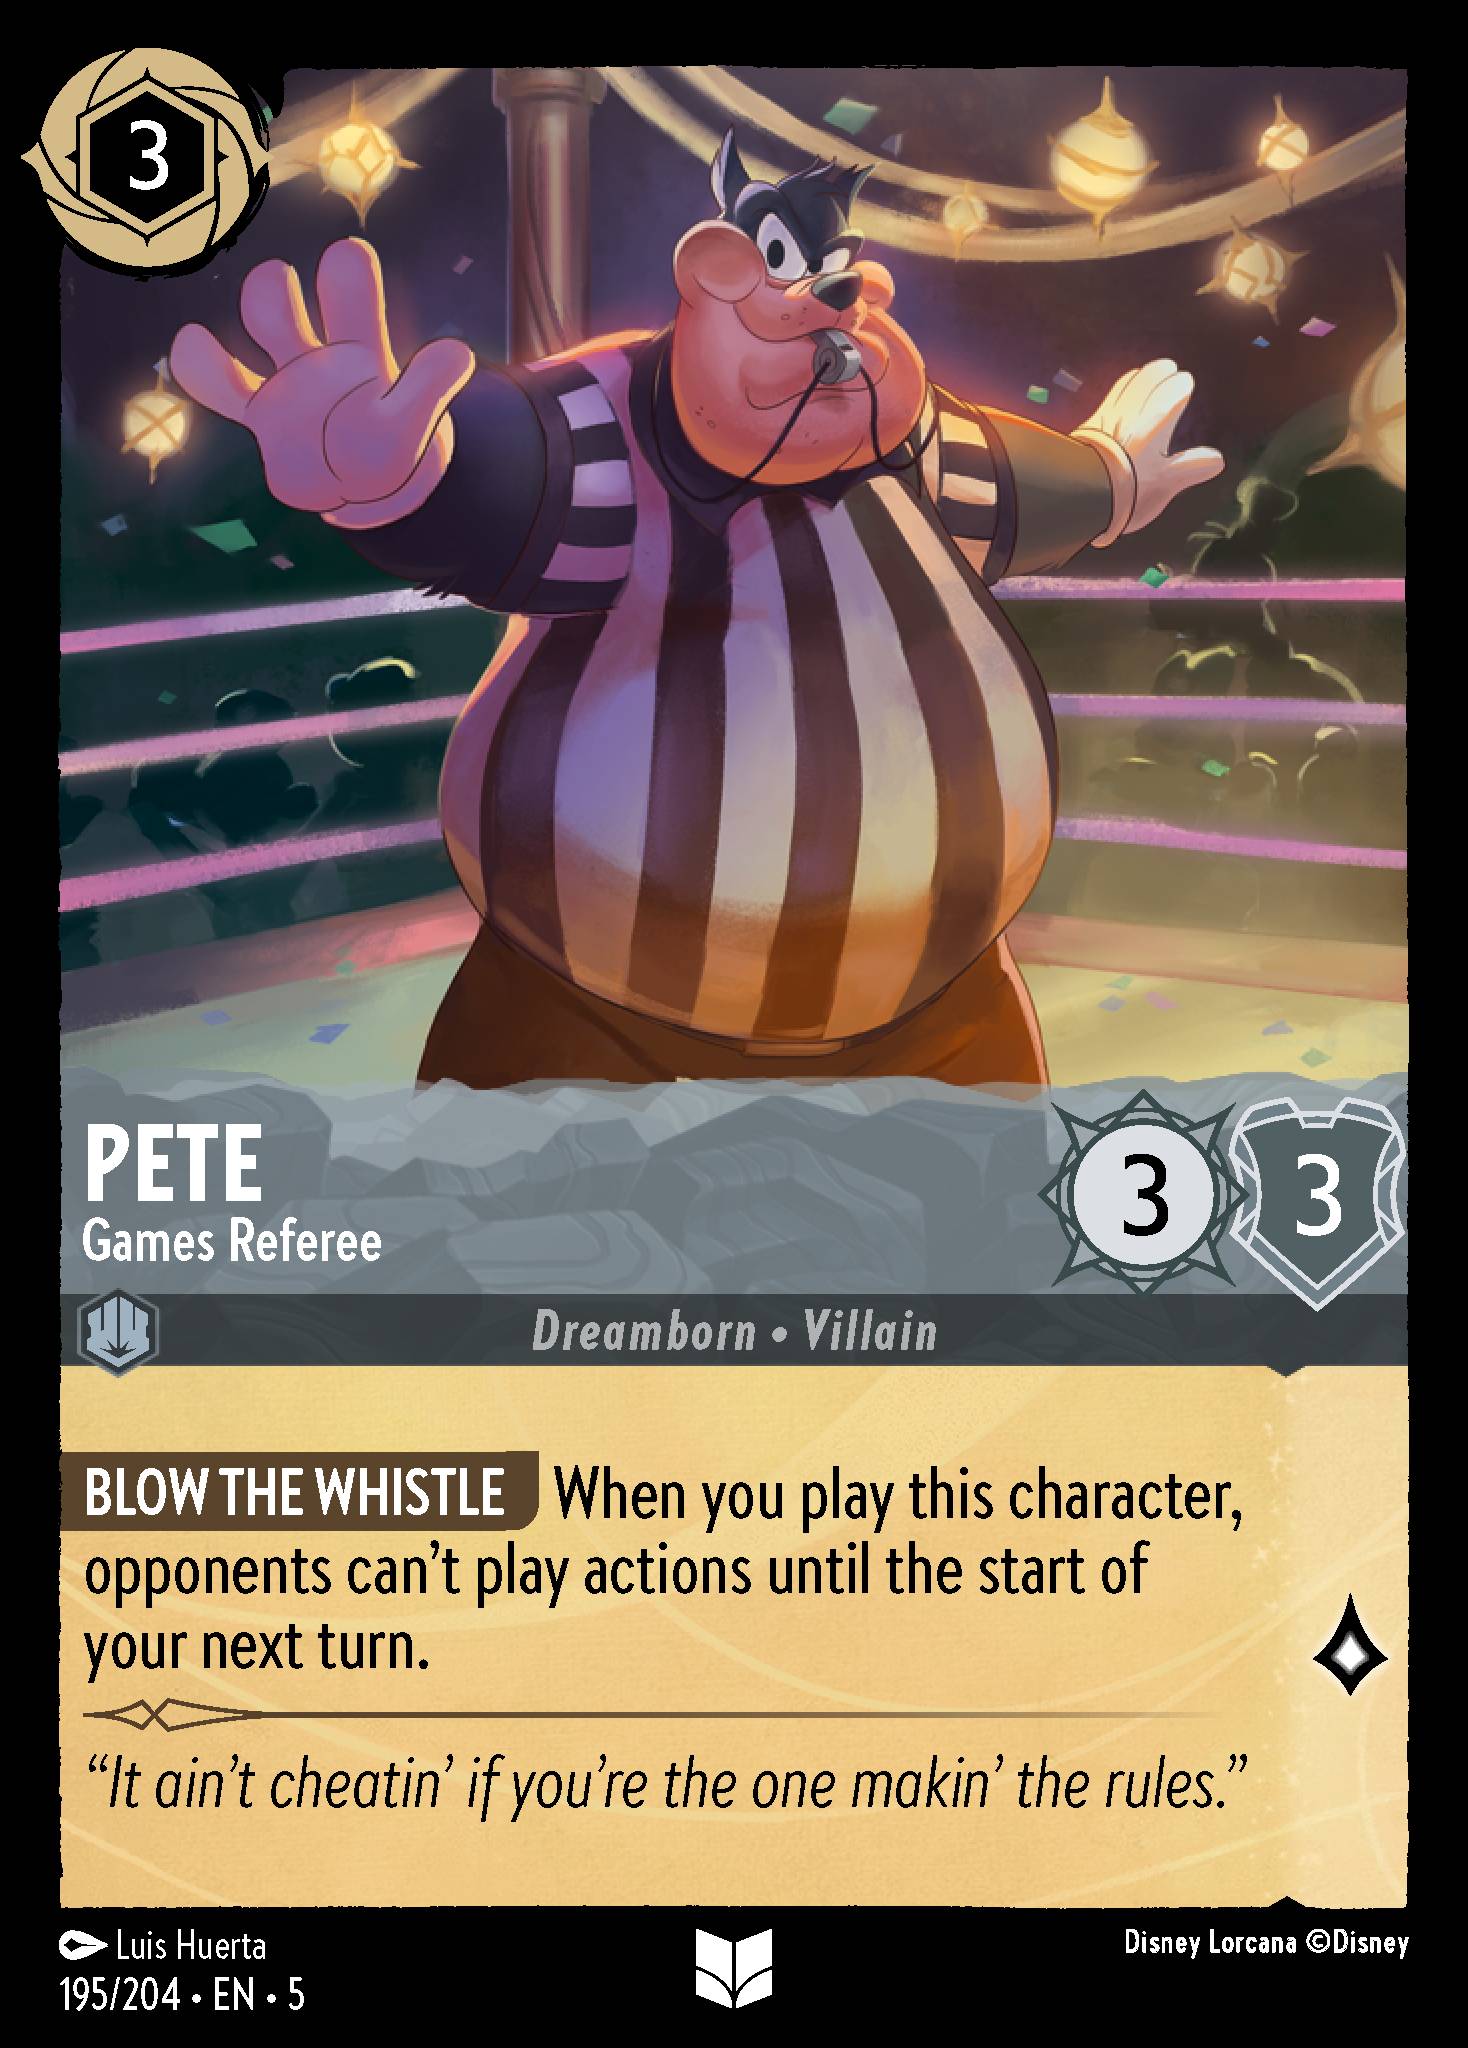 3
PETE
Games Referee
3
3
Dreamborn • Villain
BLOW THE WHISTLE When you play this character,
opponents can’t play actions until the start of
your next turn.
“It ain’t cheatin’ if you’re the one makin’ the rules.”
Luis Huerta
Disney Lorcana ©Disney
195/204 • EN • 5